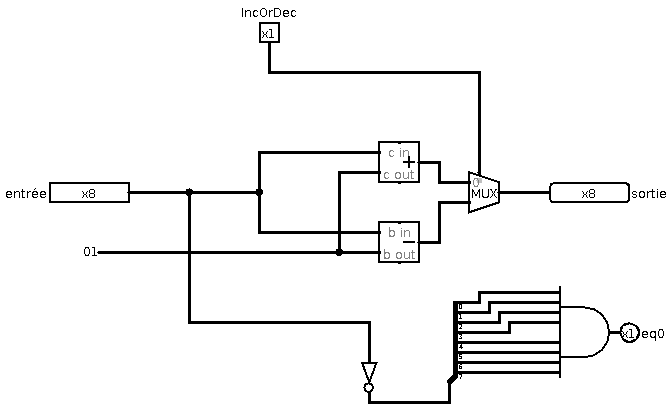 IncOrDec
x1
c in
+
c out
0
MUX
entrée
x8
x8
sortie
b in
−
b out
01
0
1
2
3
4
5
6
7
x1
eq0